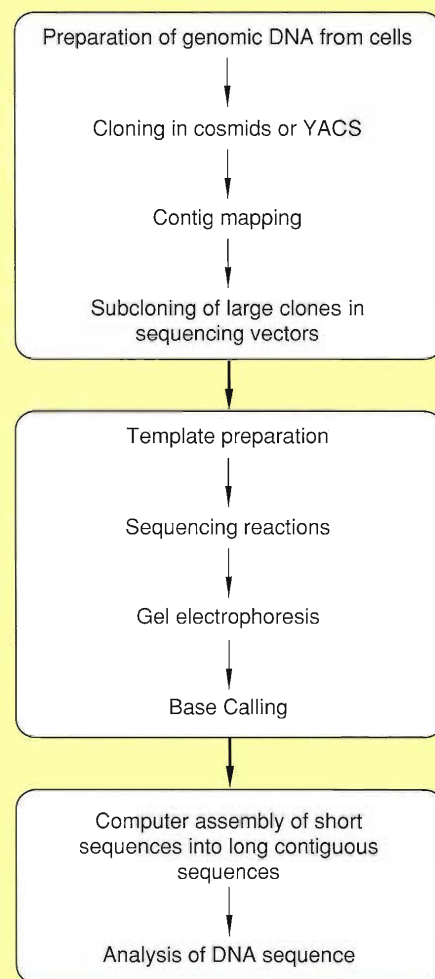 Preparation of genomic DNA from cells
Cloning in cosmids or YACS
Contig mapping
Subcloning of large clones in
sequencing vectors
Template preparation
Sequencing reactions
Gel electrophoresis
Base Calling
Computer assembly of short
sequences into long contiguous
sequences
Analysis of DNA sequence